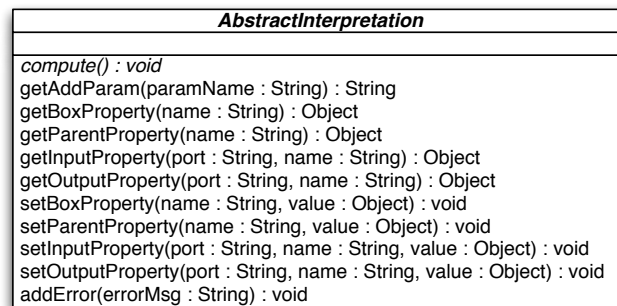 AbstractInterpretation
compute() : void
getAddParam(paramName : String) : String
getBoxProperty(name : String) : Object
getParentProperty(name : String) : Object
getInputProperty(port : String, name : String) : Object
getOutputProperty(port : String, name : String) : Object
setBoxProperty(name : String, value : Object) : void
setParentProperty(name : String, value : Object) : void
setInputProperty(port : String, name : String, value : Object) : void
setOutputProperty(port : String, name : String, value : Object) : void
addError(errorMsg : String) : void